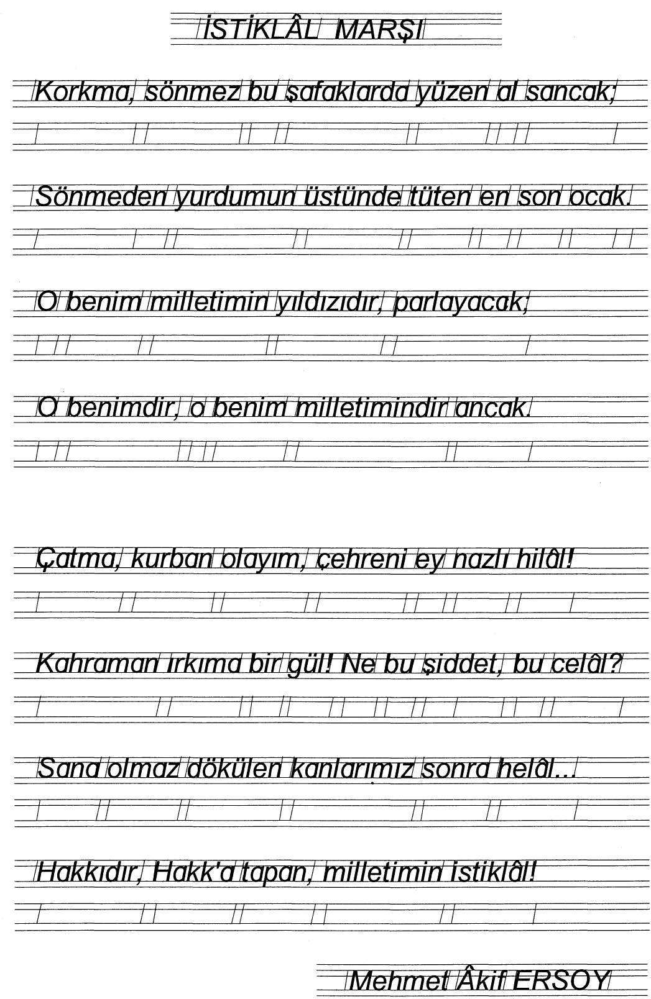 İSTİKLÂL MARŞI
Korkma, sönmez bu şafaklarda yüzen al sancak;
Sönmeden yurdumun üstünde tüten en son ocak.
O benim milletimin yıldızıdır, parlayacak;
O benimdir, o benim milletimindir ancak.
Çatma, kurban olayım, çehreni ey nazlı hilâl!
Kahraman ırkıma bir gül! Ne bu şiddet, bu celâl?
Sana olmaz dökülen kanlarımız sonra helâl...
Hakkıdır, Hakk'a tapan, milletimin istiklâl!
Mehmet Âkif ERSOY